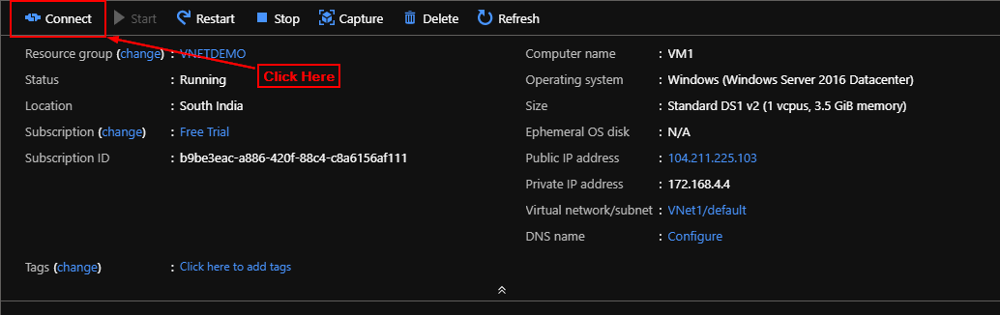 Connect Start Restart Stop Capture Delete Refresh
Resource group (change) : VNETDEMO
Click Here
Status : Running
Location : South India
Subscription (change) : Free Trial
Subscription ID : b9be3eac-a886-420f-88c4-c8a6156af111
Computer name : VM1
Operating system : Windows (Windows Server 2016 Datacenter)
Size : Standard DS1 v2 (1 vcpus, 3.5 GiB memory)
Ephemeral OS disk : N/A
Public IP address : 104.211.225.103
Private IP address : 172.168.4.4
Virtual network/subnet : VNet1/default
DNS name : Configure
Tags (change) : Click here to add tags